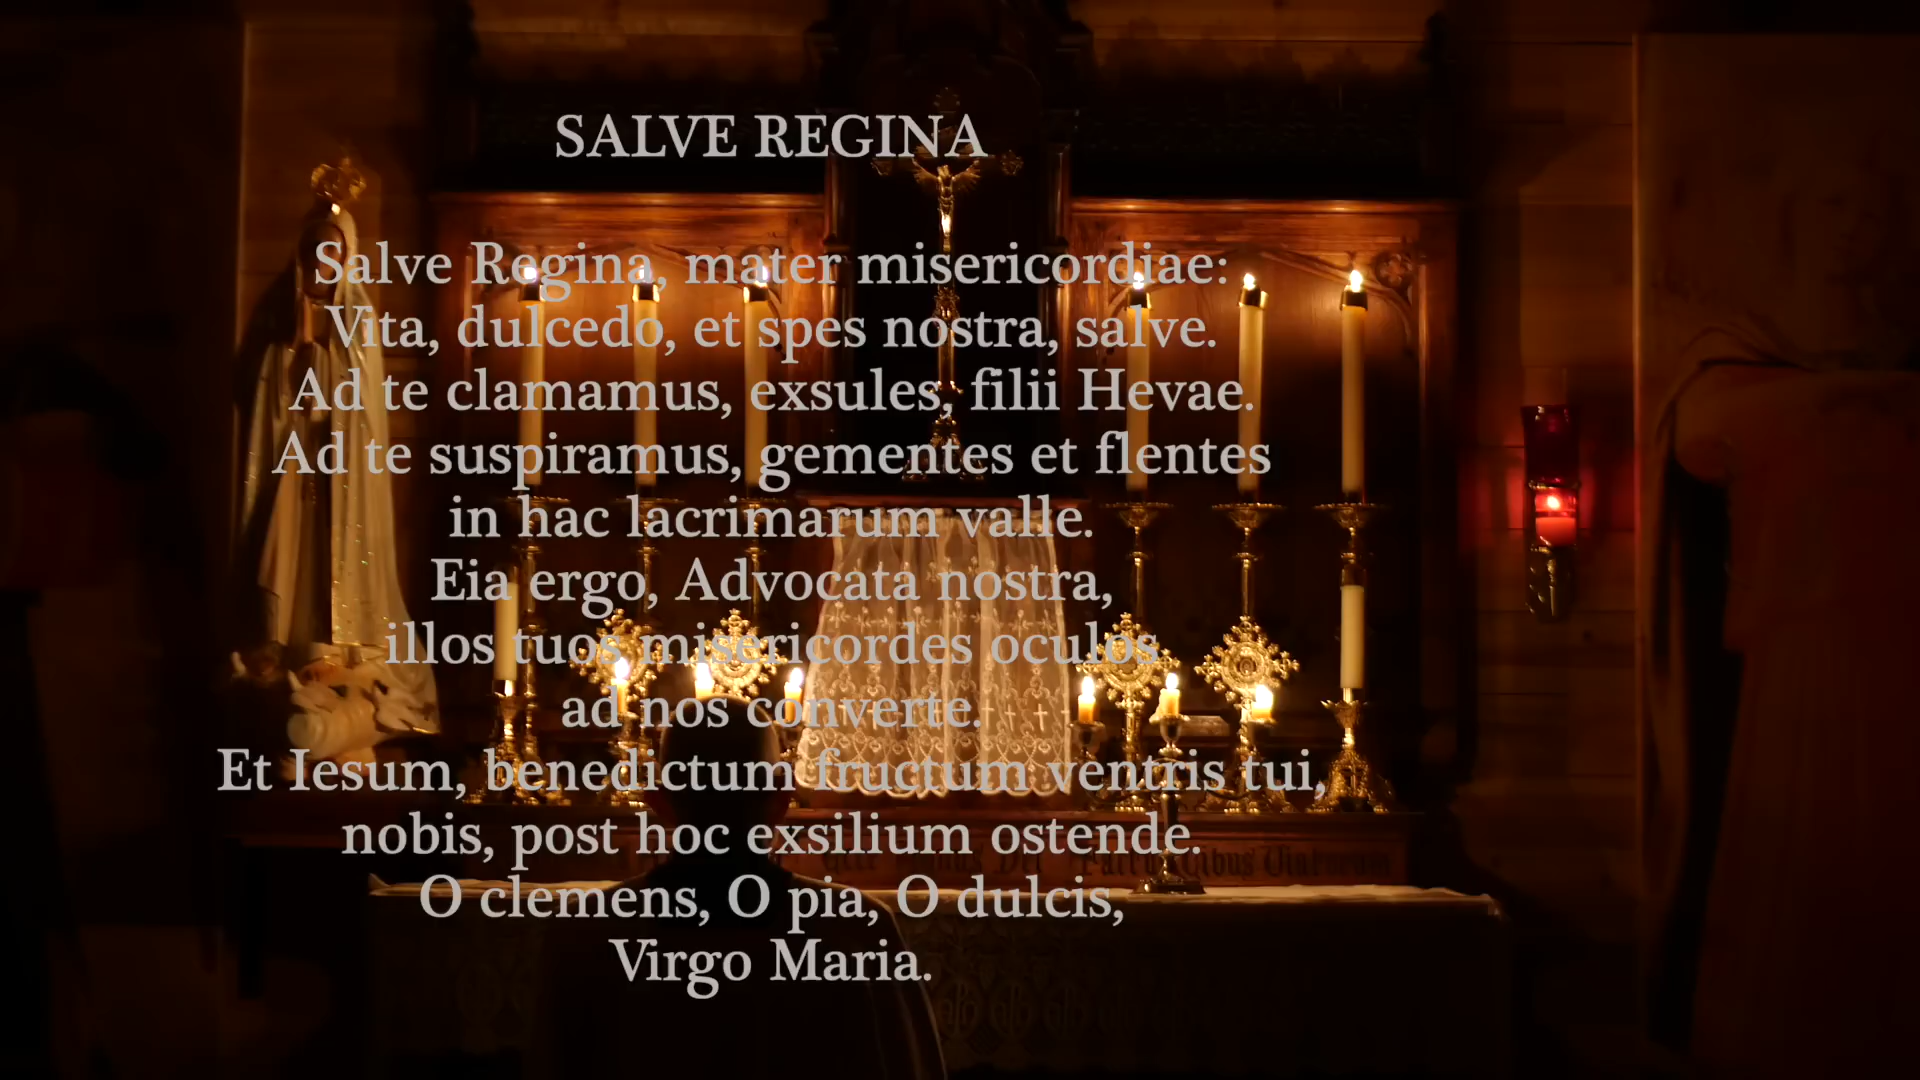 SALVE REGINA
Salve Regina, mater misericordiae:
Vita, dulcedo, et spes nostra, salve.
Ad te clamamus, exsules, filii Hevae.
Ad te suspiramus, gementes et flentes
in hac lacrimarum valle.
Eia ergo, Advocata nostra,
illos tuos misericordes oculos
ad nos converte.
Et Iesum, benedictum fructum ventris tui,
nobis, post hoc exsilium ostende.
O clemens, O pia, O dulcis,
Virgo Maria.